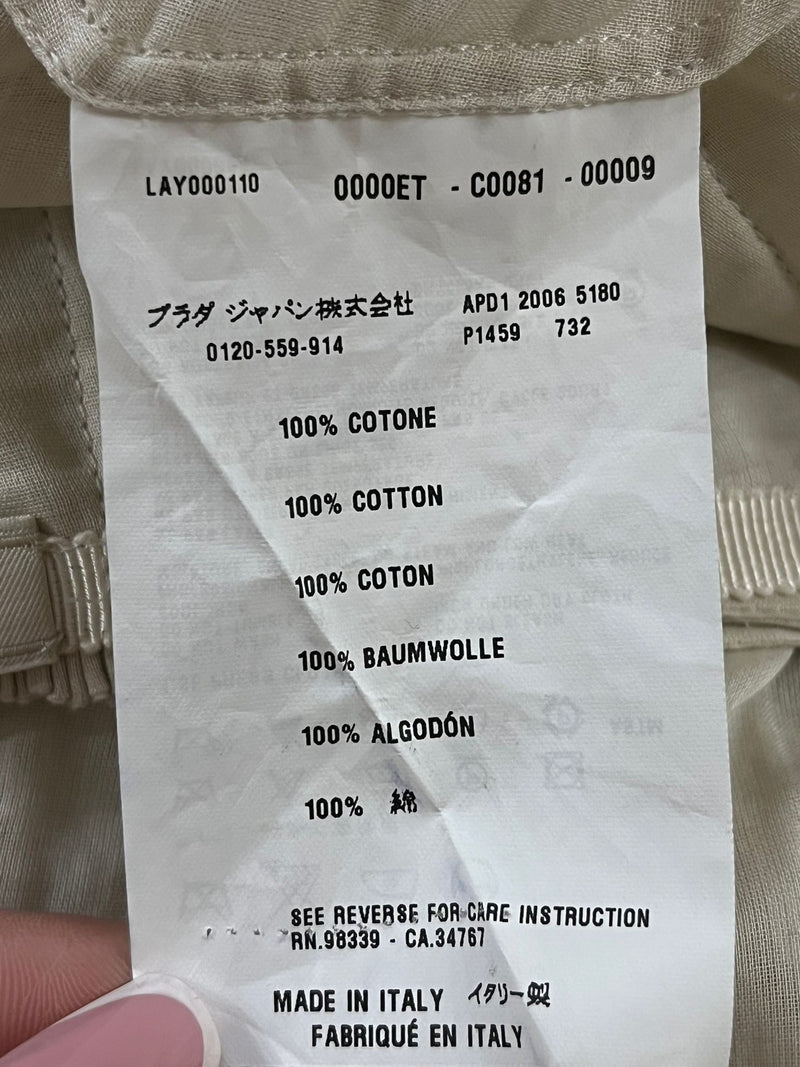 LAY000110 0000ET - C0081 - 00009
プラダ ジャパン株式会社 APD1 2006 5180
0120-559-914 P1459 732
100% COTONE
100% COTTON
100% COTON
100% BAUMWOLLE
100% ALGODÓN
100% 綿
SEE REVERSE FOR CARE INSTRUCTION
RN.98339 - CA.34767
MADE IN ITALY イタリー製
FABRIQUÉ EN ITALY